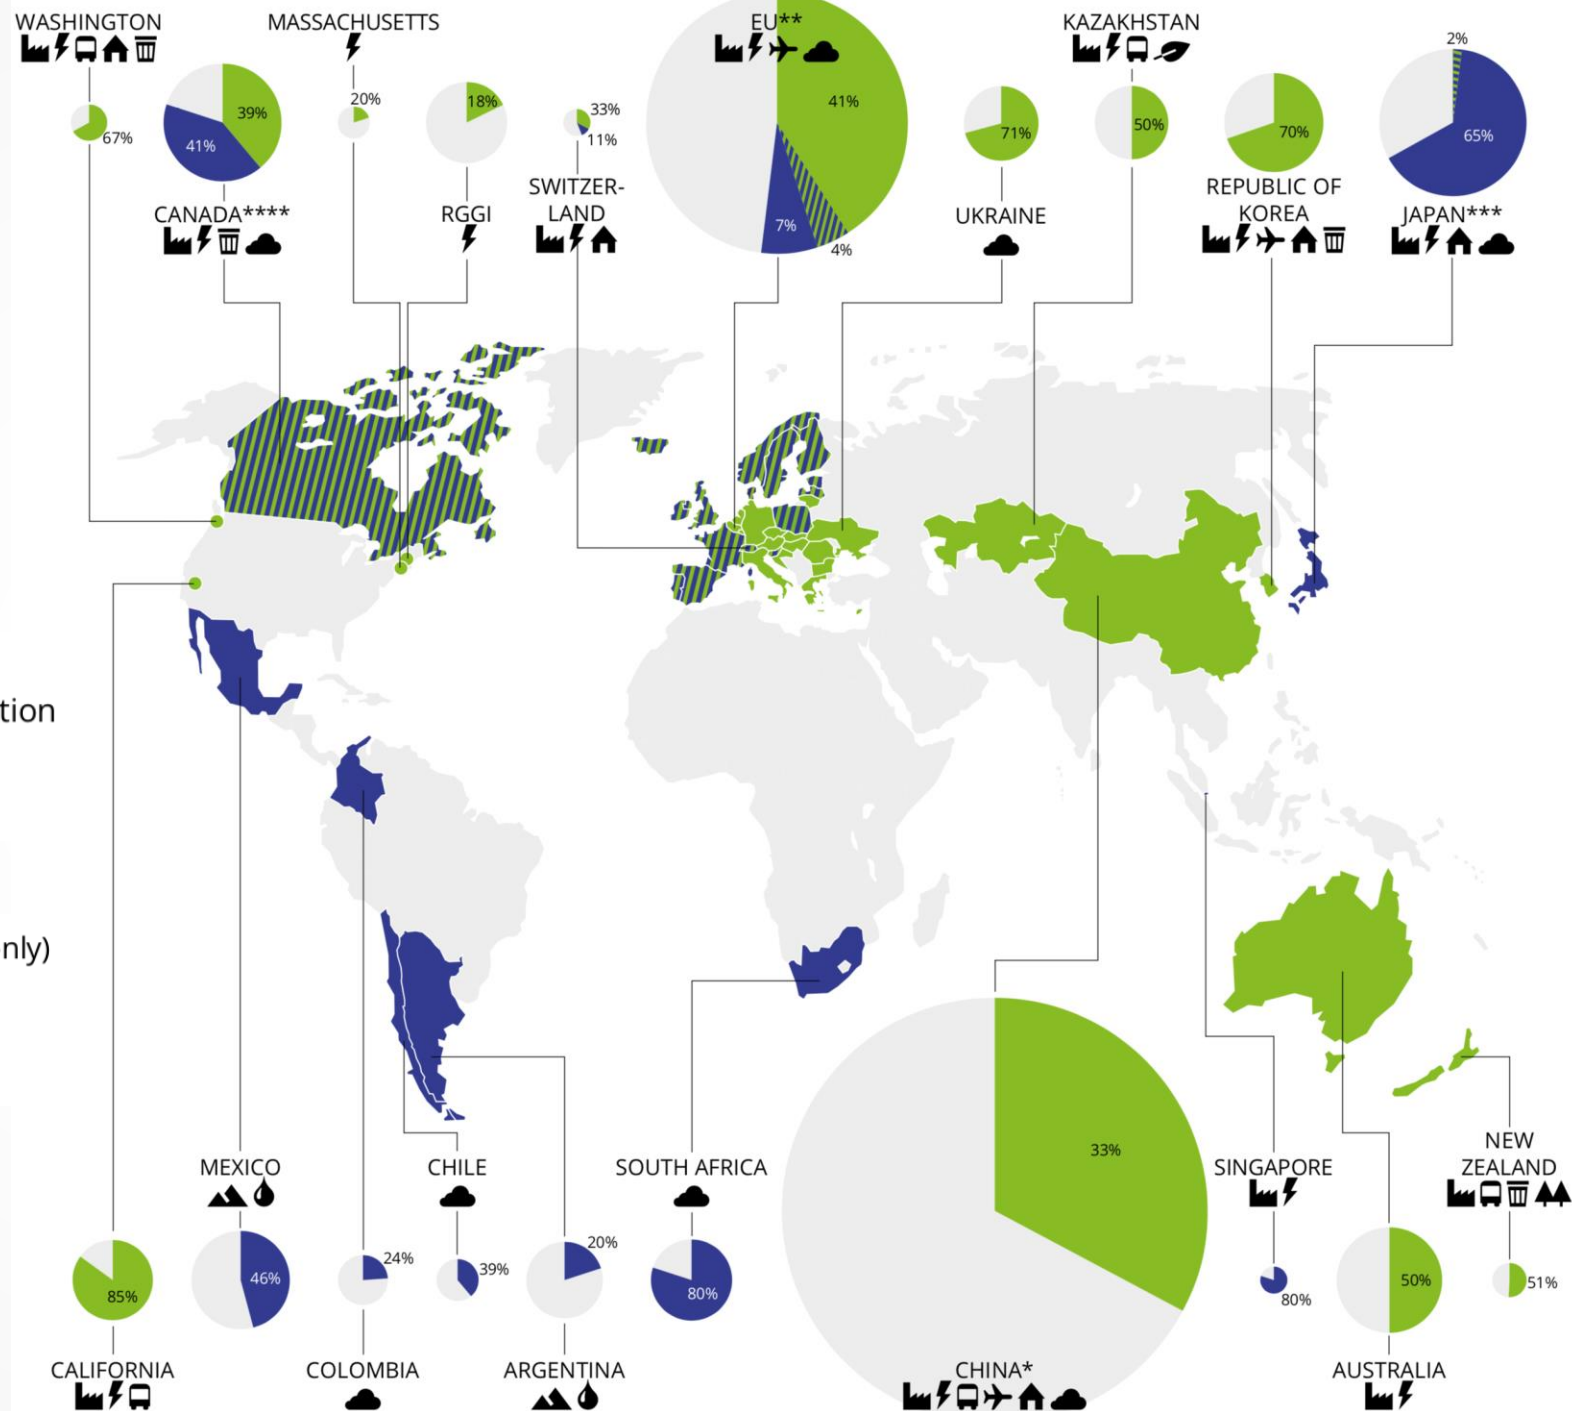 WASHINGTON
67%
MASSACHUSETTS
20%
39%
41%
CANADA****
18%
RGGI
33%
11%
SWITZER-
LAND
EU**
41%
7%
4%
71%
UKRAINE
KAZAKHSTAN
50%
70%
REPUBLIC OF
KOREA
2%
65%
JAPAN***
tion
nly)
85%
CALIFORNIA
MEXICO
46%
24%
COLOMBIA
CHILE
39%
20%
ARGENTINA
SOUTH AFRICA
80%
33%
CHINA*
SINGAPORE
80%
50%
AUSTRALIA
NEW
ZEALAND
51%